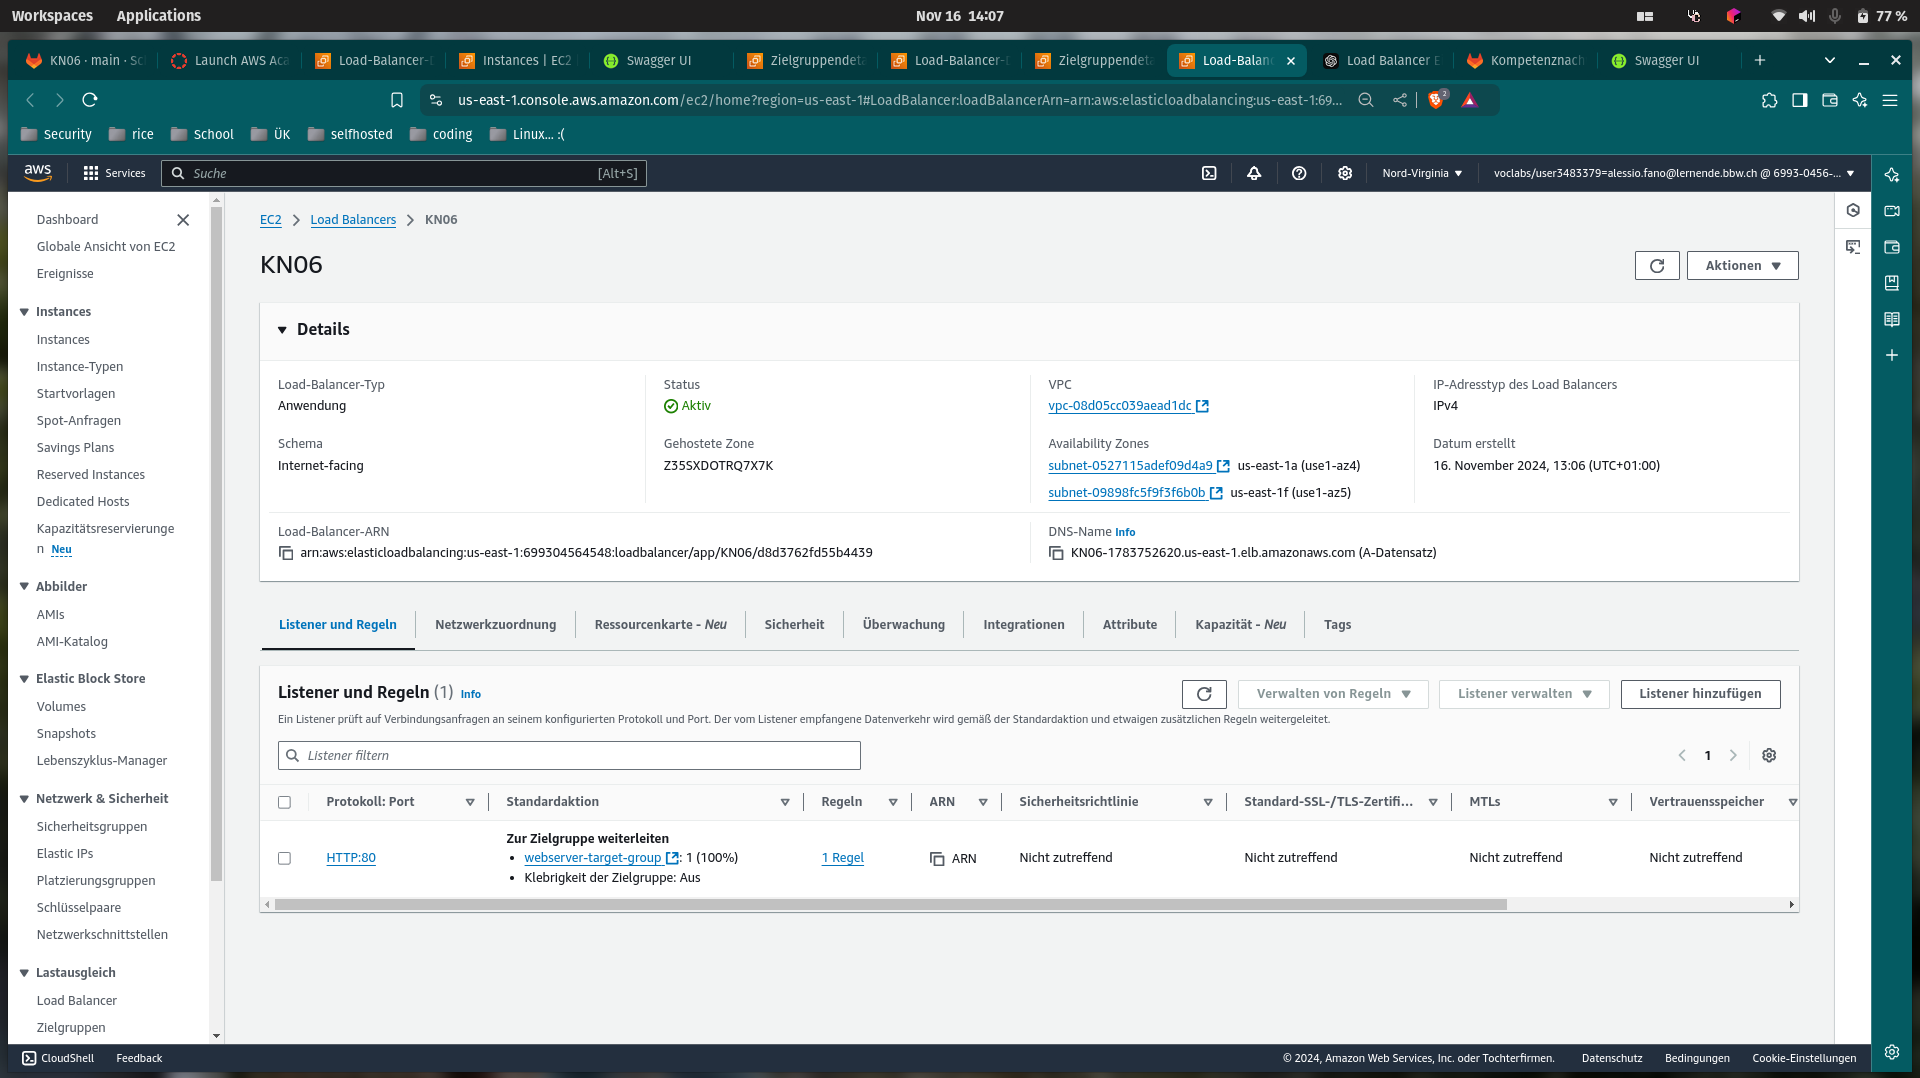 Workspaces Applications Nov 16 14:07 77 %
KN06 · main · Sc Launch AWS Aca Load-Balancer-D Instances | EC2 Swagger UI Zielgruppendeta Load-Balancer-D Zielgruppendeta Load-Balanc Load Balancer E Kompetenznach Swagger UI
us-east-1.console.aws.amazon.com/ec2/home?region=us-east-1#LoadBalancer:loadBalancerArn=arn:aws:elasticloadbalancing:us-east-1:69... 2
Security rice School ÜK selfhosted coding Linux... :(
aws Services Suche [Alt+S] Nord-Virginia voclabs/user3483379=alessio.fano@lernende.bbw.ch @ 6993-0456-...
Dashboard
Globale Ansicht von EC2
Ereignisse
Instances
Instances
Instance-Typen
Startvorlagen
Spot-Anfragen
Savings Plans
Reserved Instances
Dedicated Hosts
Kapazitätsreservierunge
n Neu
Abbilder
AMIs
AMI-Katalog
Elastic Block Store
Volumes
Snapshots
Lebenszyklus-Manager
Netzwerk & Sicherheit
Sicherheitsgruppen
Elastic IPs
Platzierungsgruppen
Schlüsselpaare
Netzwerkschnittstellen
Lastausgleich
Load Balancer
Zielgruppen
EC2 Load Balancers KN06
KN06
Aktionen
Details
Load-Balancer-Typ
Anwendung
Status
Aktiv
VPC
vpc-08d05cc039aead1dc
IP-Adresstyp des Load Balancers
IPv4
Schema
Internet-facing
Gehostete Zone
Z35SXDOTRQ7X7K
Availability Zones
subnet-0527115adef09d4a9 us-east-1a (use1-az4)
subnet-09898fc5f9f3f6b0b us-east-1f (use1-az5)
Datum erstellt
16. November 2024, 13:06 (UTC+01:00)
Load-Balancer-ARN
arn:aws:elasticloadbalancing:us-east-1:699304564548:loadbalancer/app/KN06/d8d3762fd55b4439
DNS-Name Info
KN06-1783752620.us-east-1.elb.amazonaws.com (A-Datensatz)
Listener und Regeln Netzwerkzuordnung Ressourcenkarte - Neu Sicherheit Überwachung Integrationen Attribute Kapazität - Neu Tags
Listener und Regeln (1) Info
Verwalten von Regeln Listener verwalten Listener hinzufügen
Ein Listener prüft auf Verbindungsanfragen an seinem konfigurierten Protokoll und Port. Der vom Listener empfangene Datenverkehr wird gemäß der Standardaktion und etwaigen zusätzlichen Regeln weitergeleitet.
Listener filtern
1
Protokoll: Port Standardaktion Regeln ARN Sicherheitsrichtlinie Standard-SSL-/TLS-Zertifi... MTLs Vertrauensspeicher
HTTP:80
Zur Zielgruppe weiterleiten
• webserver-target-group : 1 (100%)
• Klebrigkeit der Zielgruppe: Aus
1 Regel ARN Nicht zutreffend Nicht zutreffend Nicht zutreffend Nicht zutreffend
CloudShell Feedback © 2024, Amazon Web Services, Inc. oder Tochterfirmen. Datenschutz Bedingungen Cookie-Einstellungen